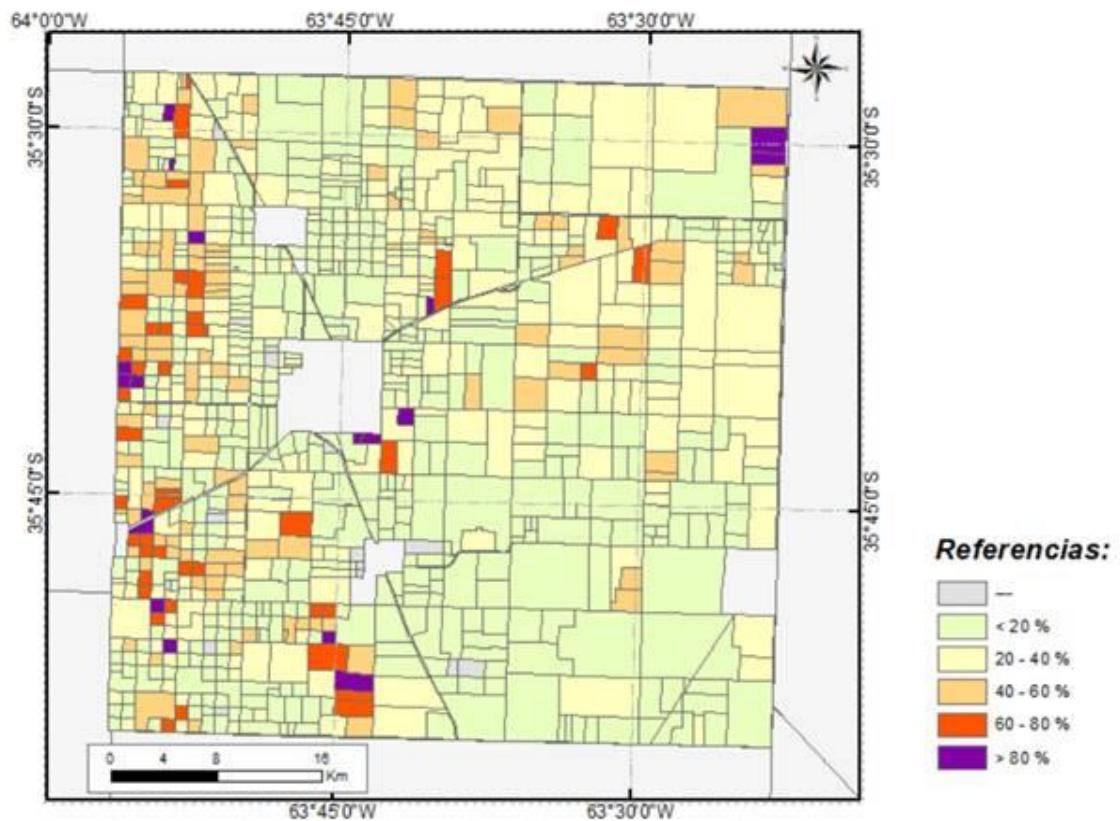 64°0'0"W
63°45'0"W
63°30'0"W
35°30'0"S
35°30'0"S
35°45'0"S
35°45'0"S
Referencias:
---
< 20 %
20 - 40 %
40 - 60 %
60 - 80 %
> 80 %
0 4 8 16
Km
63°45'0"W
63°30'0"W